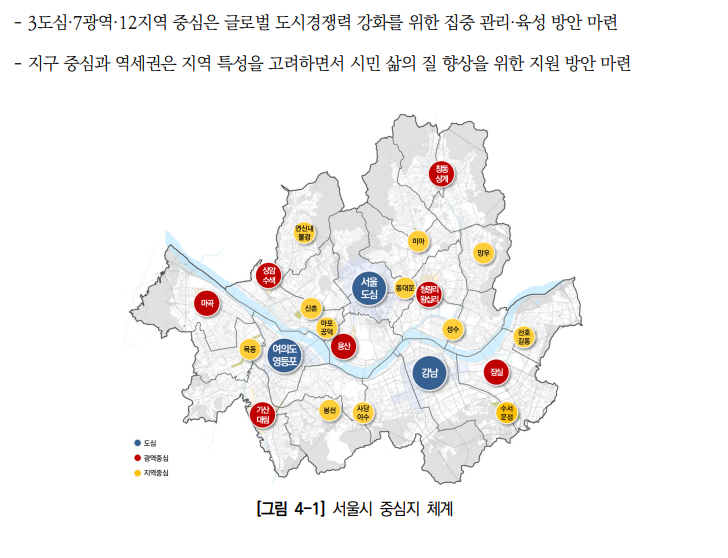 - 3도심·7광역·12지역 중심은 글로벌 도시경쟁력 강화를 위한 집중 관리·육성 방안 마련
- 지구 중심과 역세권은 지역 특성을 고려하면서 시민 삶의 질 향상을 위한 지원 방안 마련
창동
상계
연신내
불광
미아
망우
상암
수색
서울
도심
동대문
청량리
왕십리
마곡
신촌
마포
공덕
용산
성수
천호
길동
목동
여의도
영등포
강남
잠실
가산
대림
봉천
사당
이수
수서
문정
도심
광역중심
지역중심
[그림 4-1] 서울시 중심지 체계